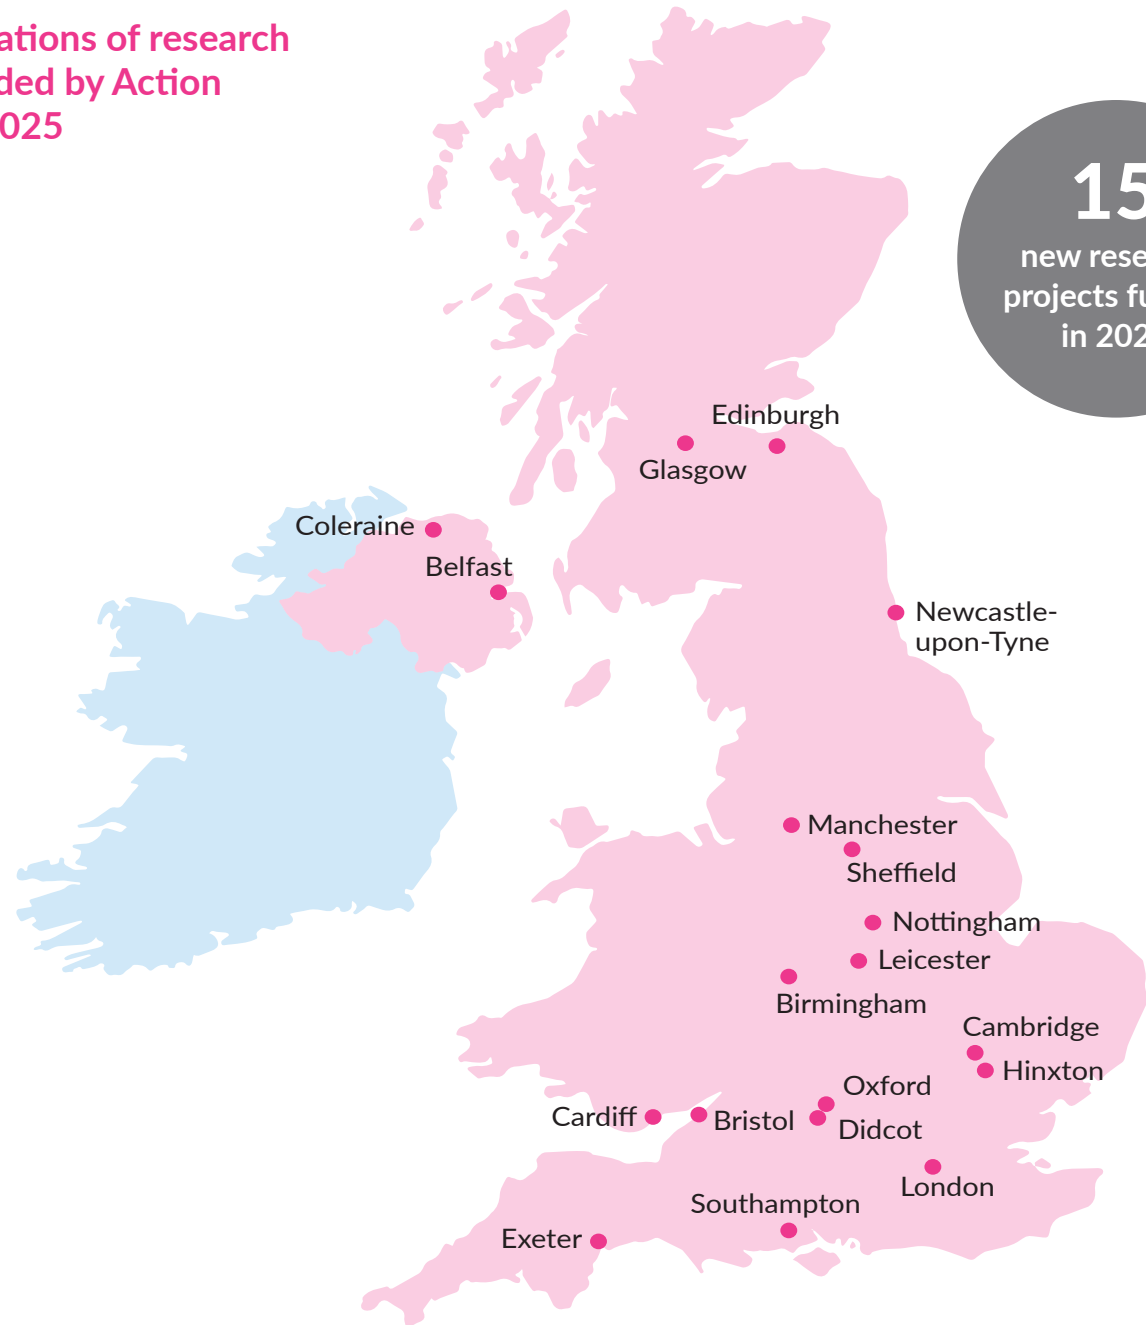 ations of research
ded by Action
025
15
new rese
projects fu
in 202
Edinburgh
Glasgow
Coleraine
Belfast
Newcastle-
upon-Tyne
Manchester
Sheffield
Nottingham
Leicester
Birmingham
Cambridge
Hinxton
Oxford
Didcot
Cardiff
Bristol
London
Southampton
Exeter